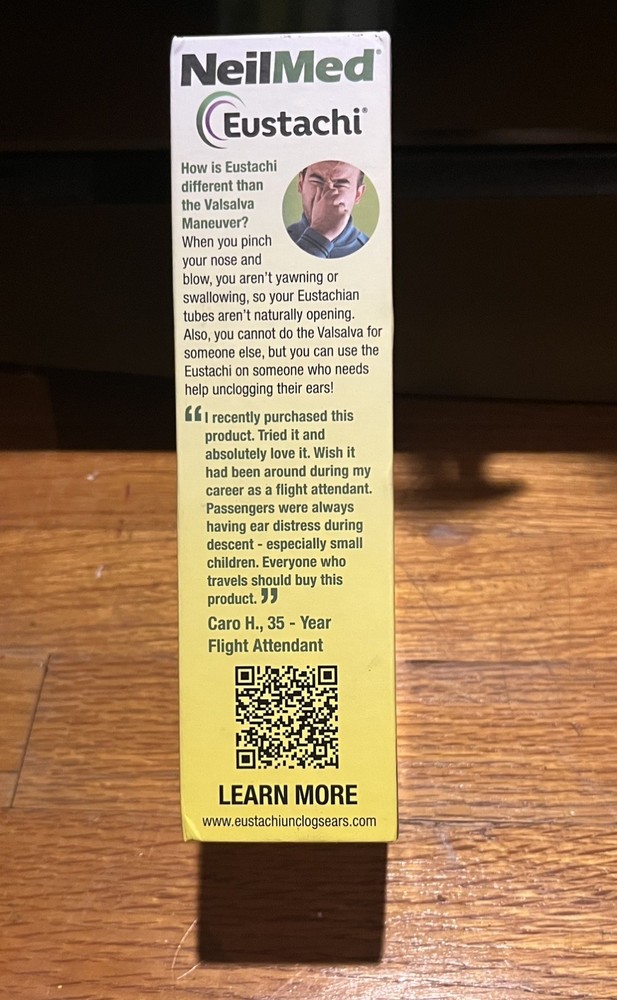 NeilMed®
Eustachi®
How is Eustachi
different than
the Valsalva
Maneuver?
When you pinch
your nose and
blow, you aren't yawning or
swallowing, so your Eustachian
tubes aren't naturally opening.
Also, you cannot do the Valsalva for
someone else, but you can use the
Eustachi on someone who needs
help unclogging their ears!
“I recently purchased this
product. Tried it and
absolutely love it. Wish it
had been around during my
career as a flight attendant.
Passengers were always
having ear distress during
descent - especially small
children. Everyone who
travels should buy this
product.”
Caro H., 35 - Year
Flight Attendant
LEARN MORE
www.eustachiunclogsears.com